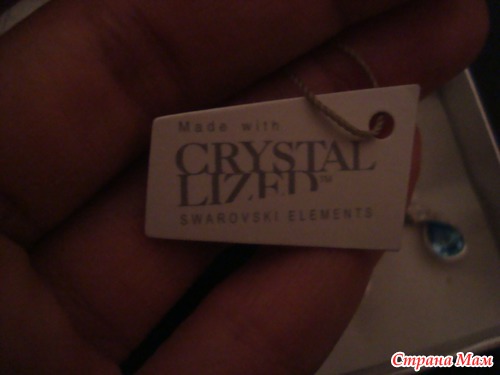 Made with
CRYSTAL
LIZED™
SWAROVSKI ELEMENTS
Страна Мам